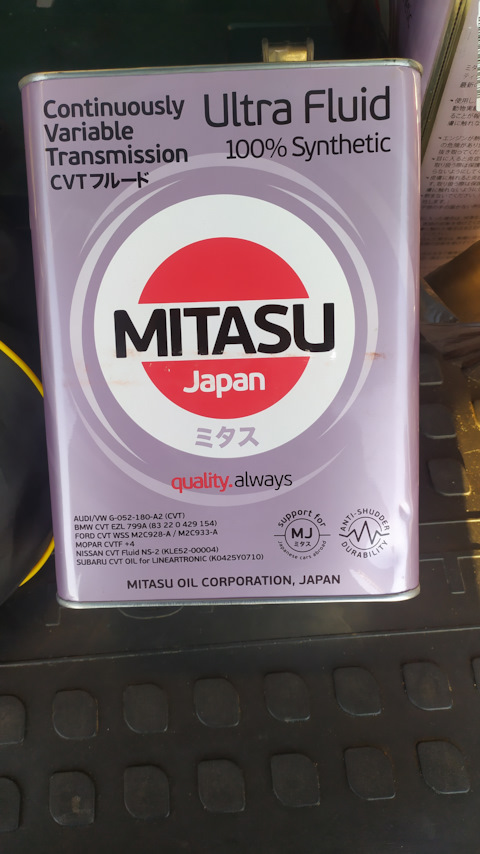 Continuously
Variable
Transmission
CVTフルード
Ultra Fluid
100% Synthetic
MITASU
Japan
ミタス
quality.always
AUDI/VW G-052-180-A2 (CVT)
BMW CVT EZL 799A (83 22 0 429 154)
FORD CVT WSS M2C928-A / M2C933-A
MOPAR CVTF +4
NISSAN CVT Fluid NS-2 (KLE52-00004)
SUBARU CVT OIL for LINEARTRONIC (K0425Y0710)
support for
MJ
ミタス
japanese cars abroad
ANTI-SHUDDER
DURABILITY
MITASU OIL CORPORATION, JAPAN